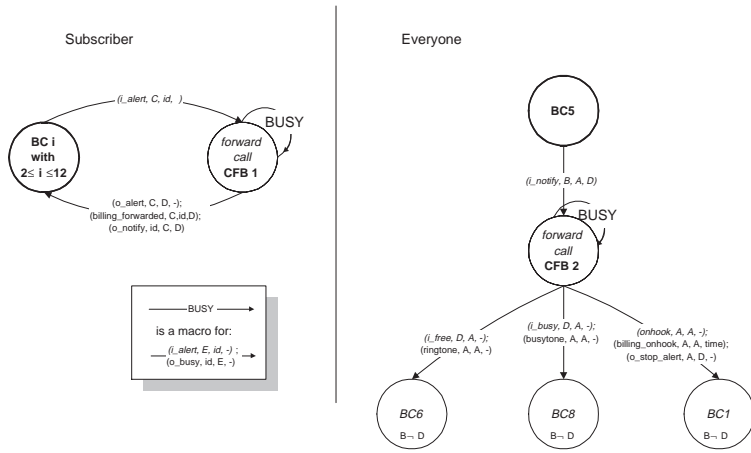 Subscriber
Everyone
(i_alert, C, id, )
BUSY
BC i
with
2≤ i ≤12
forward
call
CFB 1
(o_alert, C, D, -);
(billing_forwarded, C,id,D);
(o_notify, id, C, D)
BUSY
is a macro for:
(i_alert, E, id, -) ;
(o_busy, id, E, -)
BC5
(i_notify, B, A, D)
BUSY
forward
call
CFB 2
(i_free, D, A, -);
(ringtone, A, A, -)
(i_busy, D, A, -);
(busytone, A, A, -)
(onhook, A, A, -);
(billing_onhook, A, A, time);
(o_stop_alert, A, D, -)
BC6
B¬ D
BC8
B¬ D
BC1
B¬ D